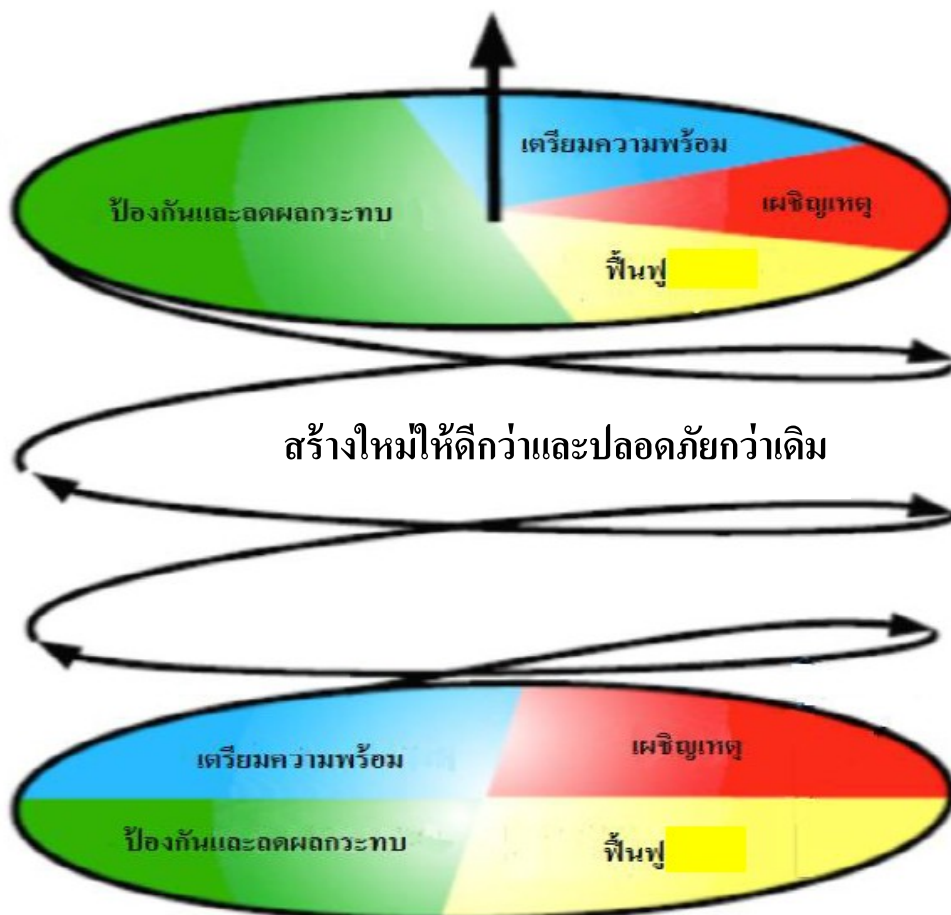 เตรียมความพร้อม
ป้องกันและลดผลกระทบ
เผชิญเหตุ
ฟื้นฟู
สร้างใหม่ให้ดีกว่าและปลอดภัยกว่าเดิม
เตรียมความพร้อม
เผชิญเหตุ
ป้องกันและลดผลกระทบ
ฟื้นฟู